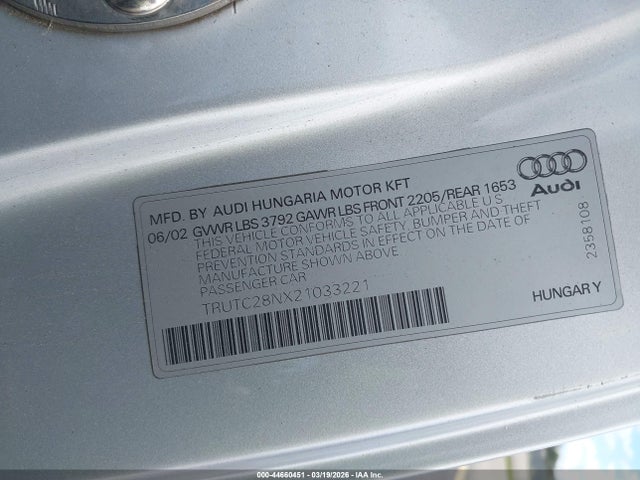 MFD. BY AUDI HUNGARIA MOTOR KFT
06/02 GVWR LBS 3792 GAWR LBS FRONT 2205/REAR 1653
THIS VEHICLE CONFORMS TO ALL APPLICABLE U S
FEDERAL MOTOR VEHICLE SAFETY, BUMPER AND THEFT
PREVENTION STANDARDS IN EFFECT ON THE DATE OF
MANUFACTURE SHOWN ABOVE
PASSENGER CAR
TRUTC28NX21033221
Audi
2358108
HUNGARY
000-44660451 - 03/19/2026 - IAA Inc.